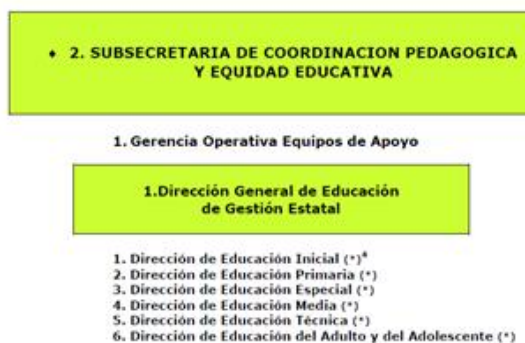 ♦ 2. SUBSECRETARIA DE COORDINACION PEDAGOGICA
Y EQUIDAD EDUCATIVA
1. Gerencia Operativa Equipos de Apoyo
1.Dirección General de Educación
de Gestión Estatal
1. Dirección de Educación Inicial (*)⁴
2. Dirección de Educación Primaria (*)
3. Dirección de Educación Especial (*)
4. Dirección de Educación Media (*)
5. Dirección de Educación Técnica (*)
6. Dirección de Educación del Adulto y del Adolescente (*)